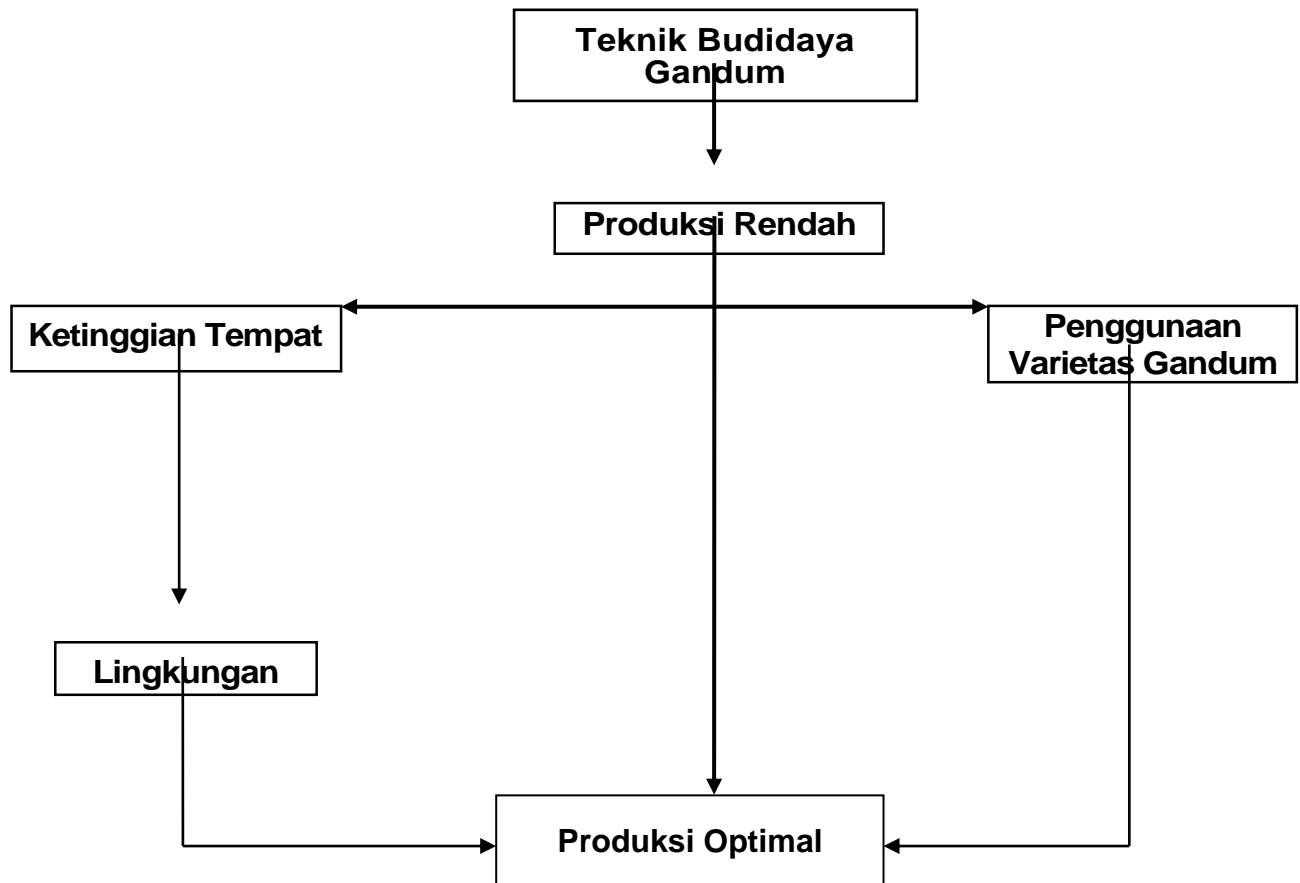 Teknik Budidaya
Gandum
Produksi Rendah
Ketinggian Tempat
Penggunaan
Varietas Gandum
Lingkungan
Produksi Optimal